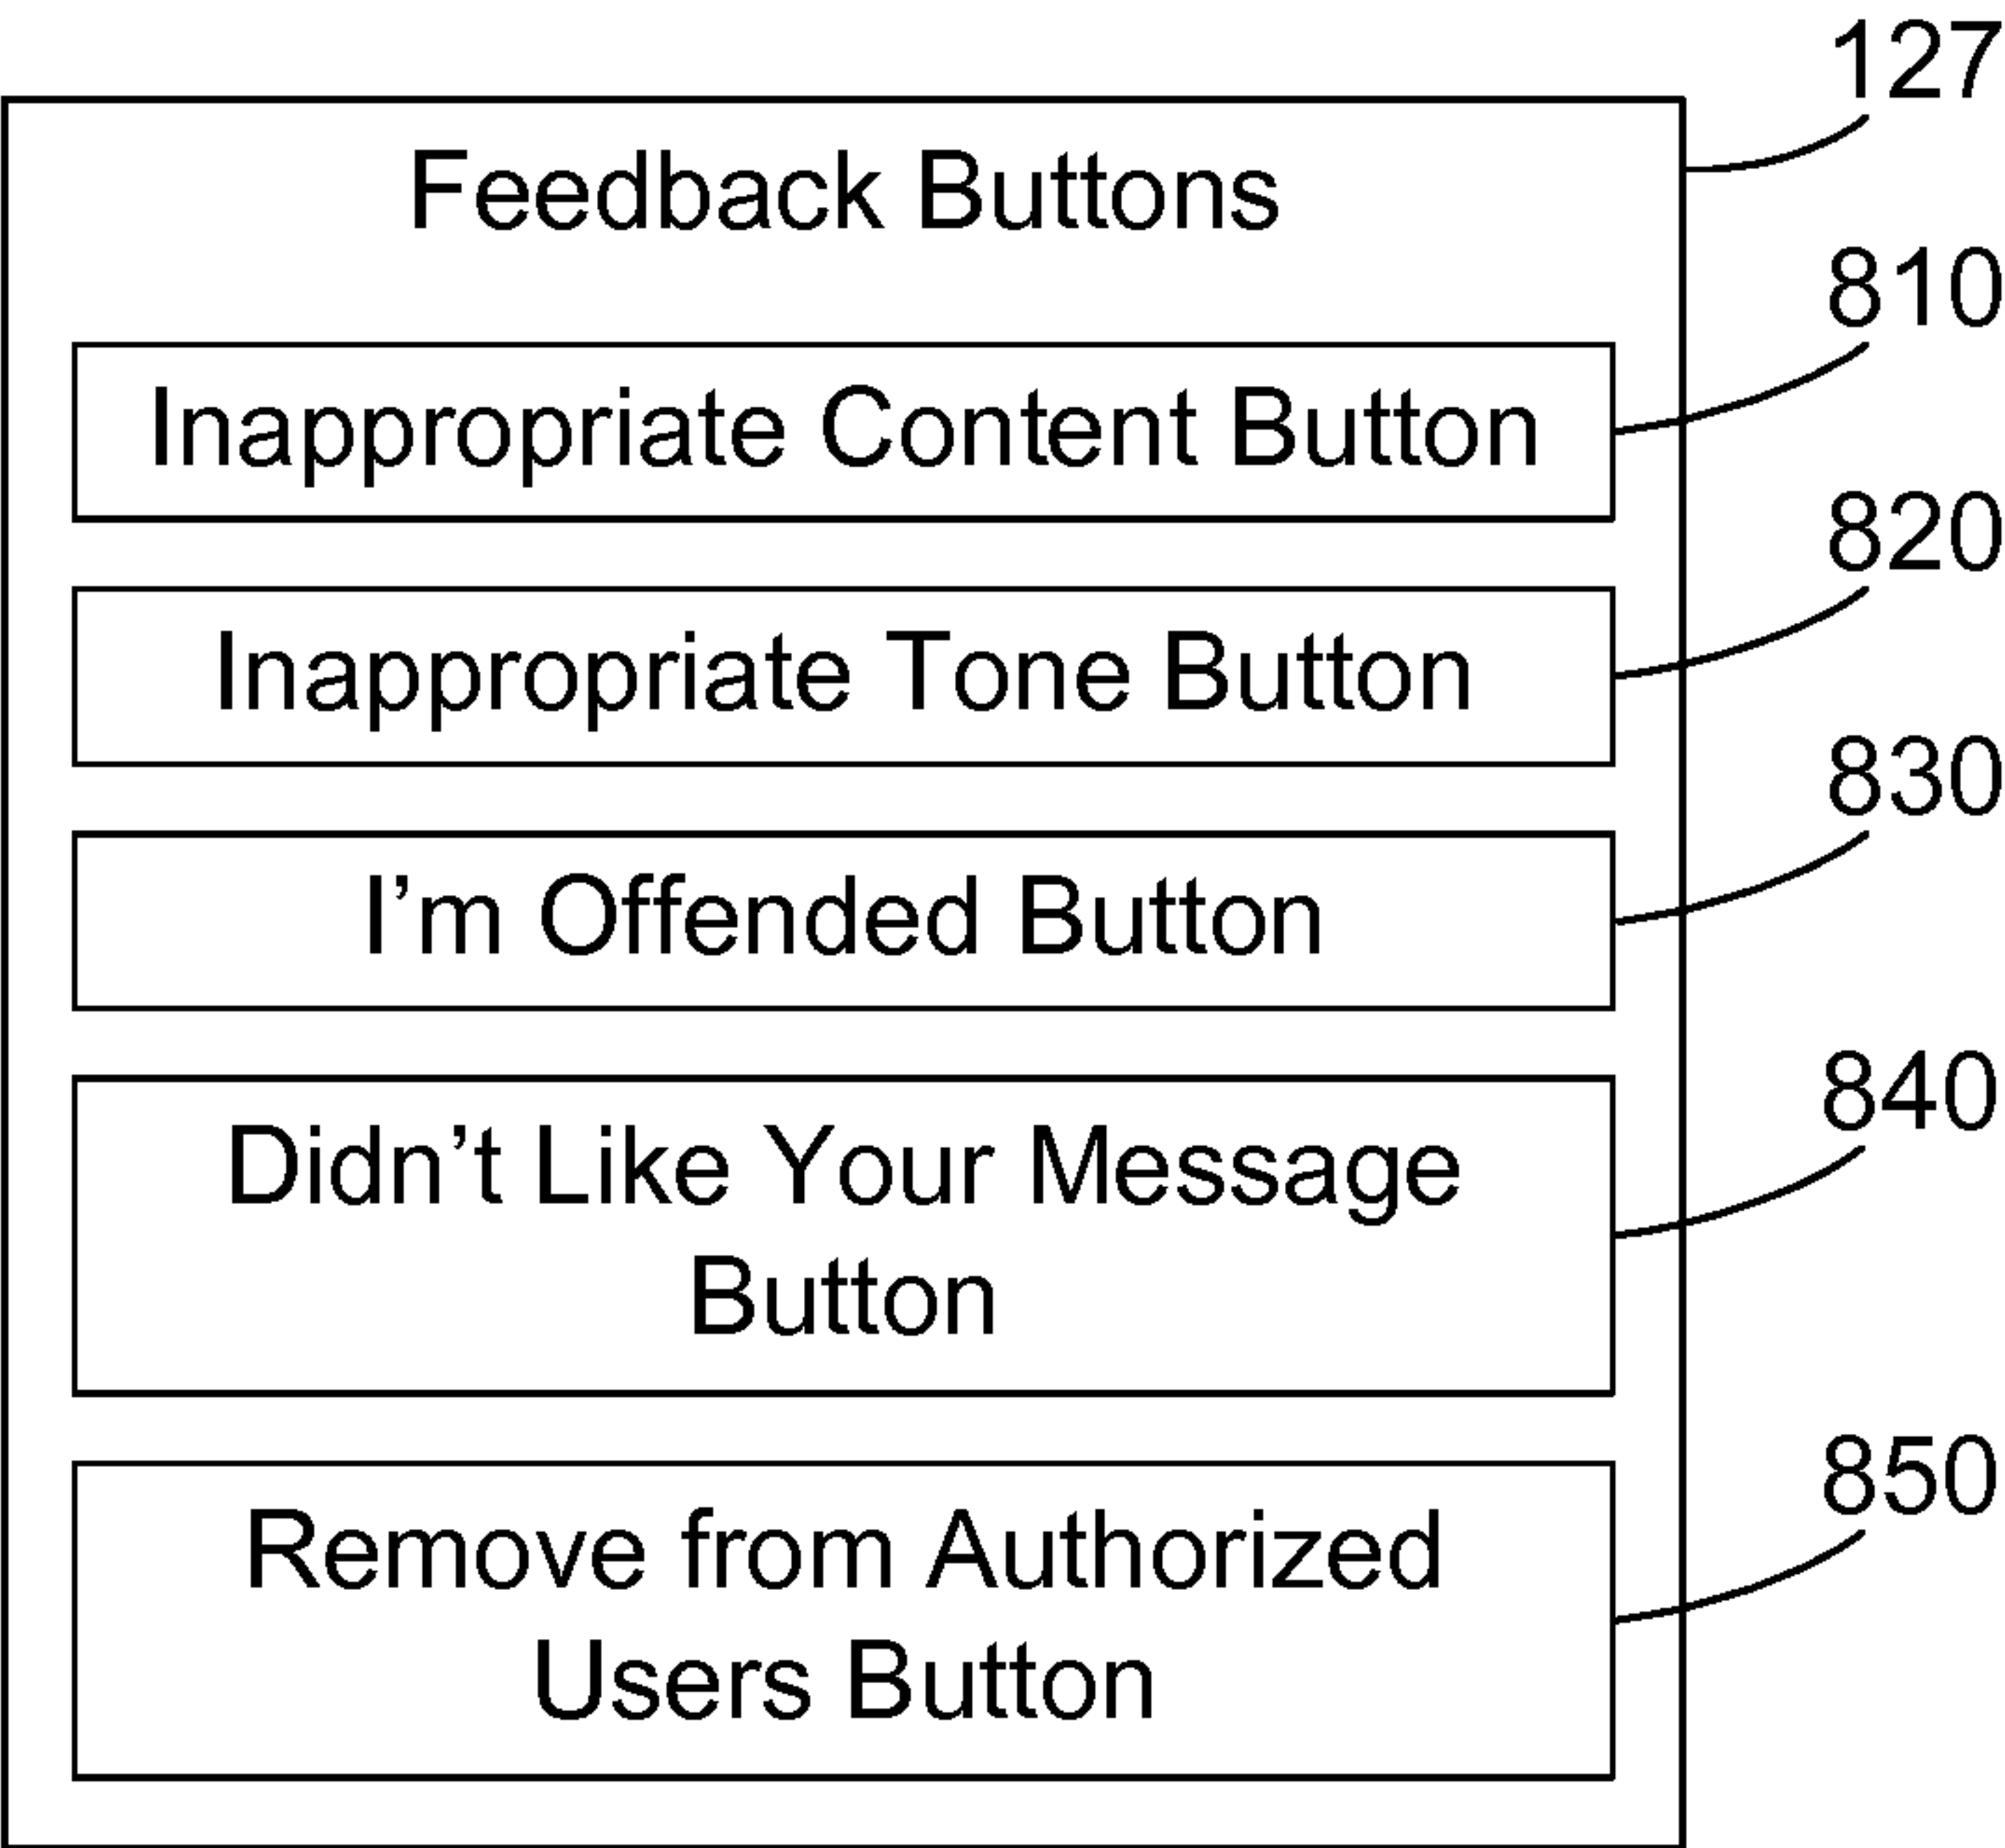 127
Feedback Buttons
810
Inappropriate Content Button
820
Inappropriate Tone Button
830
I'm Offended Button
840
Didn't Like Your Message
Button
850
Remove from Authorized
Users Button